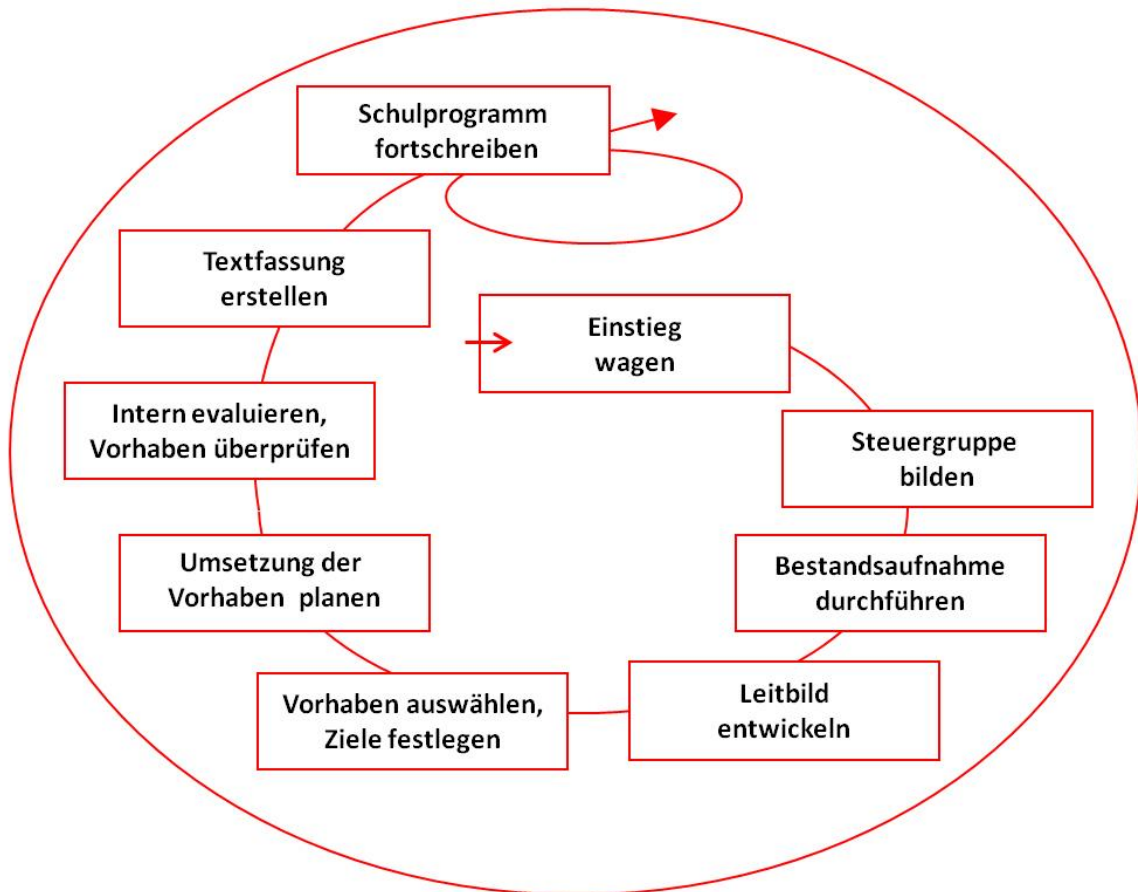 Schulprogramm
fortschreiben
Textfassung
erstellen
Einstieg
wagen
Intern evaluieren,
Vorhaben überprüfen
Steuergruppe
bilden
Umsetzung der
Vorhaben planen
Bestandsaufnahme
durchführen
Vorhaben auswählen,
Ziele festlegen
Leitbild
entwickeln